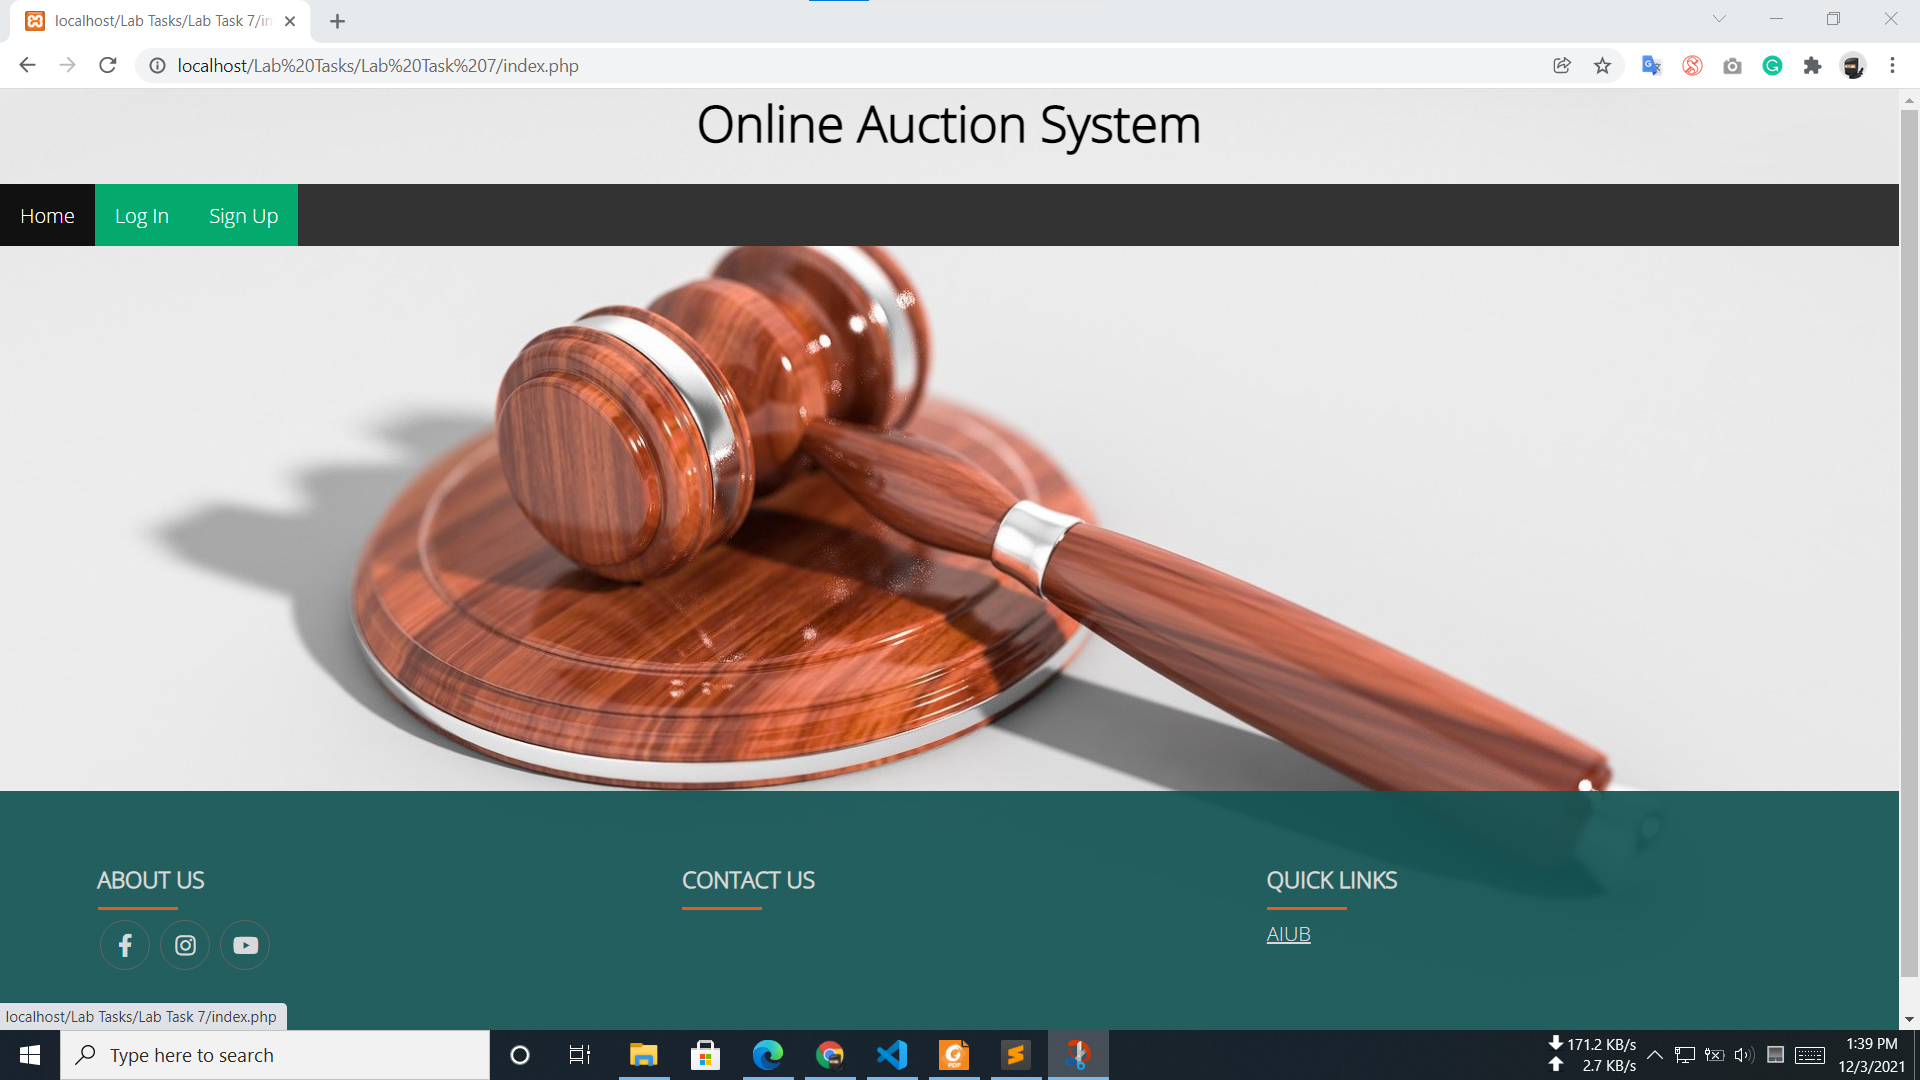 localhost/Lab Tasks/Lab Task 7/in
localhost/Lab%20Tasks/Lab%20Task%207/index.php
Online Auction System
Home Log In Sign Up
ABOUT US CONTACT US QUICK LINKS
AIUB
localhost/Lab Tasks/Lab Task 7/index.php
Type here to search
171.2 KB/s
2.7 KB/s
1:39 PM
12/3/2021